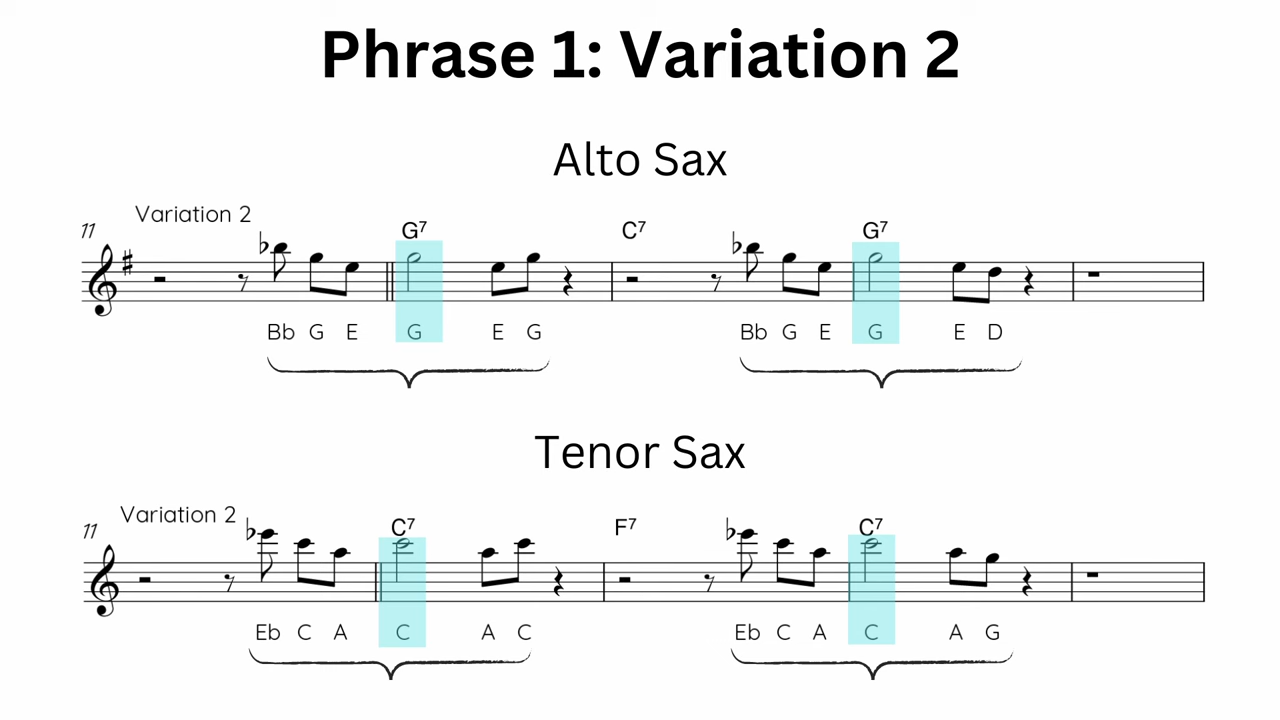 Phrase 1: Variation 2
Alto Sax
Variation 2
11 G⁷ C⁷ G⁷
Bb G E G E G Bb G E G E D
Tenor Sax
Variation 2
11 C⁷ F⁷ C⁷
Eb C A C A C Eb C A C A G